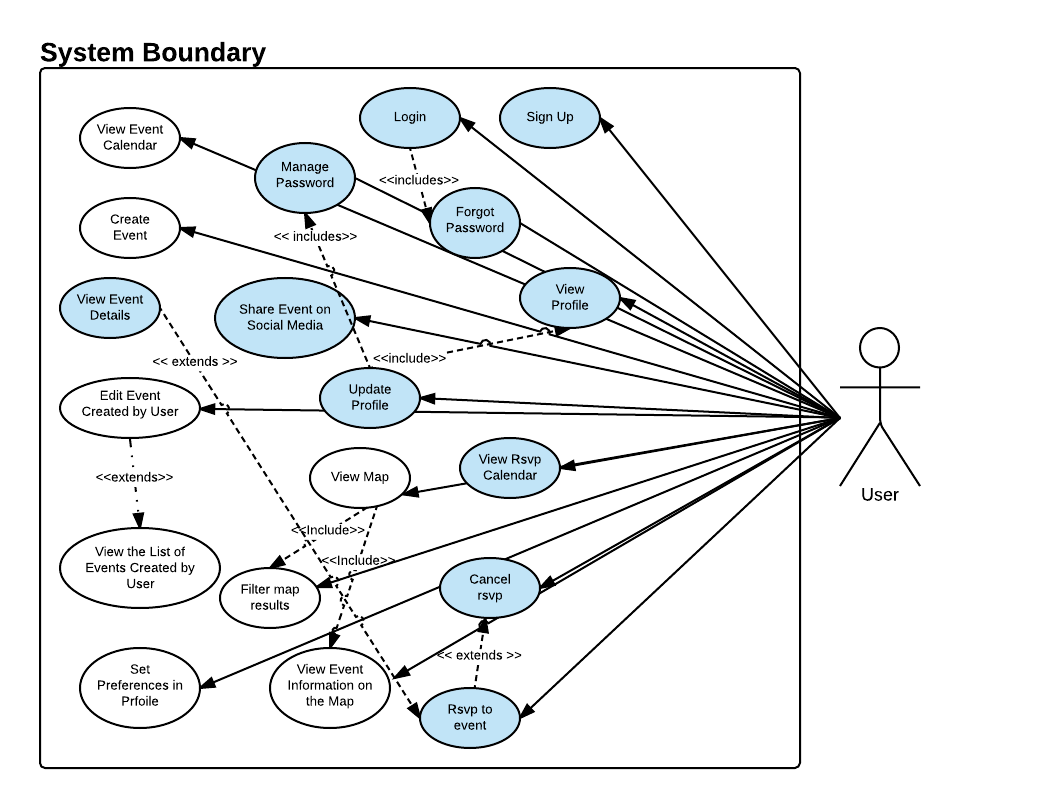 System Boundary
Login
Sign Up
View Event
Calendar
Manage
Password
<<includes>>
Forgot
Password
Create
Event
<< includes>>
View Event
Details
Share Event on
Social Media
View
Profile
<< extends >>
<<include>>
Edit Event
Created by User
Update
Profile
View Map
View Rsvp
Calendar
<<extends>>
User
<<Include>>
<<Include>>
View the List of
Events Created by
User
Filter map
results
Cancel
rsvp
Set
Preferences in
Prfoile
View Event
Information on
the Map
<< extends >>
Rsvp to
event